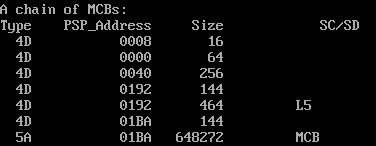 A chain of MCBs:
Type PSP_Address Size SC/SD
4D 0008 16
4D 0000 64
4D 0040 256
4D 0192 144
4D 0192 464 L5
4D 01BA 144
5A 01BA 648272 MCB